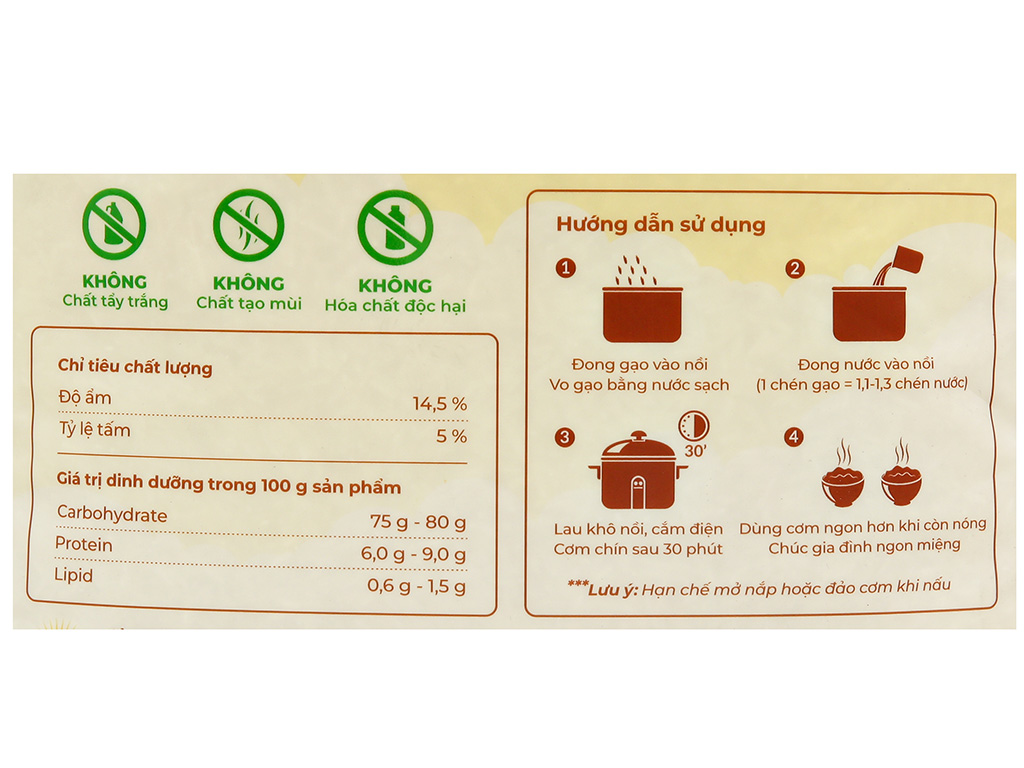 KHÔNG
Chất tẩy trắng
KHÔNG
Chất tạo mùi
KHÔNG
Hóa chất độc hại
Chỉ tiêu chất lượng
Độ ẩm 14,5 %
Tỷ lệ tấm 5 %
Giá trị dinh dưỡng trong 100 g sản phẩm
Carbohydrate 75 g - 80 g
Protein 6,0 g - 9,0 g
Lipid 0,6 g - 1,5 g
Hướng dẫn sử dụng
1
Đong gạo vào nồi
Vo gạo bằng nước sạch
2
Đong nước vào nồi
(1 chén gạo = 1,1-1,3 chén nước)
3
30'
Lau khô nồi, cắm điện
Cơm chín sau 30 phút
4
Dùng cơm ngon hơn khi còn nóng
Chúc gia đình ngon miệng
***Lưu ý: Hạn chế mở nắp hoặc đảo cơm khi nấu